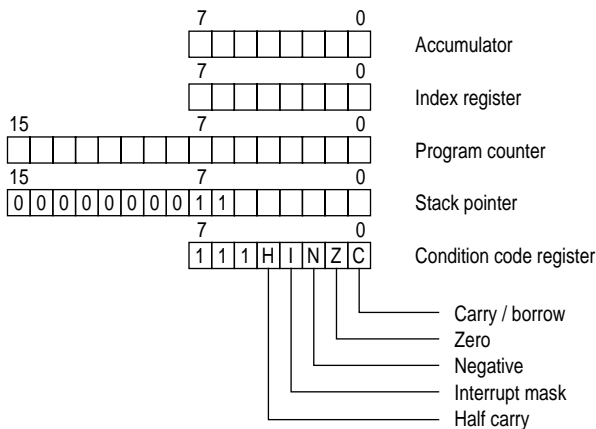 7 0
Accumulator
7 0
Index register
15 7 0
Program counter
15 7 0
0 0 0 0 0 0 0 0 1 1 Stack pointer
7 0
1 1 1 H I N Z C Condition code register
Carry / borrow
Zero
Negative
Interrupt mask
Half carry